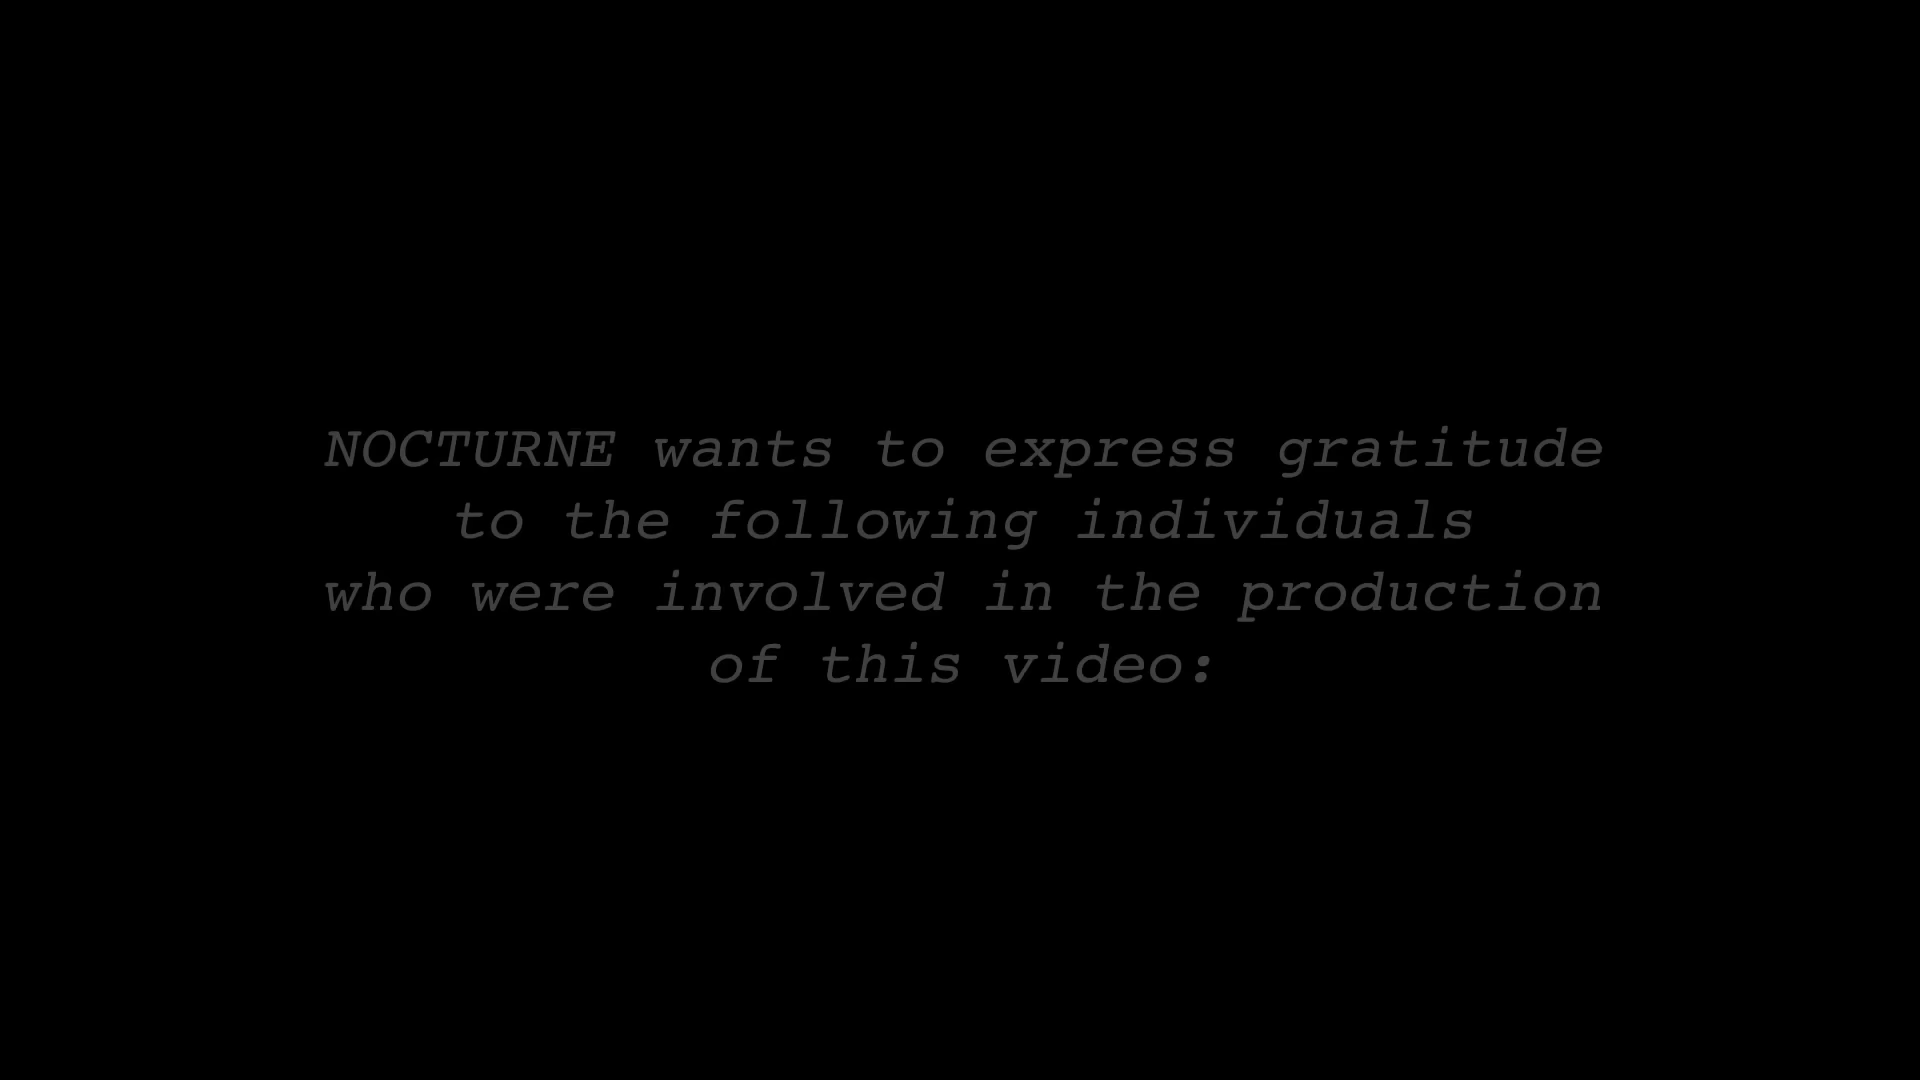 NOCTURNE wants to express gratitude
to the following individuals
who were involved in the production
of this video: